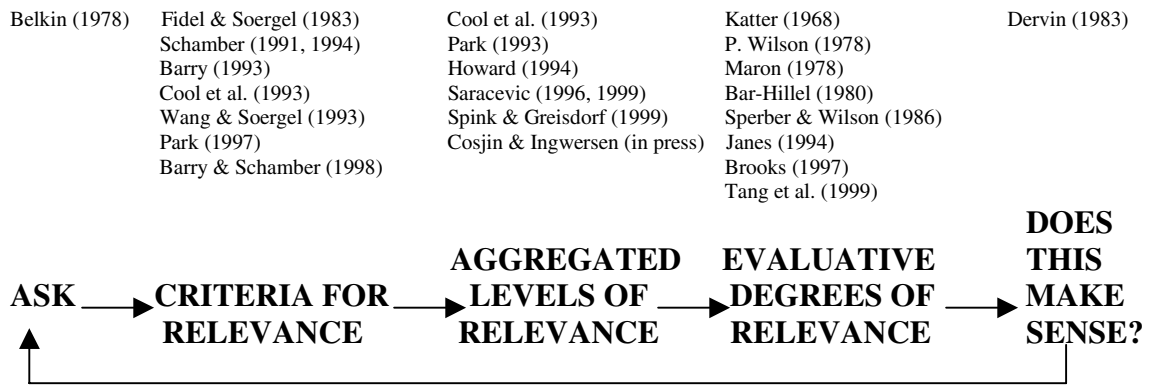 Belkin (1978)
Fidel & Soergel (1983)
Schamber (1991, 1994)
Barry (1993)
Cool et al. (1993)
Wang & Soergel (1993)
Park (1997)
Barry & Schamber (1998)
Cool et al. (1993)
Park (1993)
Howard (1994)
Saracevic (1996, 1999)
Spink & Greisdorf (1999)
Cosjin & Ingwersen (in press)
Katter (1968)
P. Wilson (1978)
Maron (1978)
Bar-Hillel (1980)
Sperber & Wilson (1986)
Janes (1994)
Brooks (1997)
Tang et al. (1999)
Dervin (1983)
ASK
CRITERIA FOR
RELEVANCE
AGGREGATED
LEVELS OF
RELEVANCE
EVALUATIVE
DEGREES OF
RELEVANCE
DOES
THIS
MAKE
SENSE?